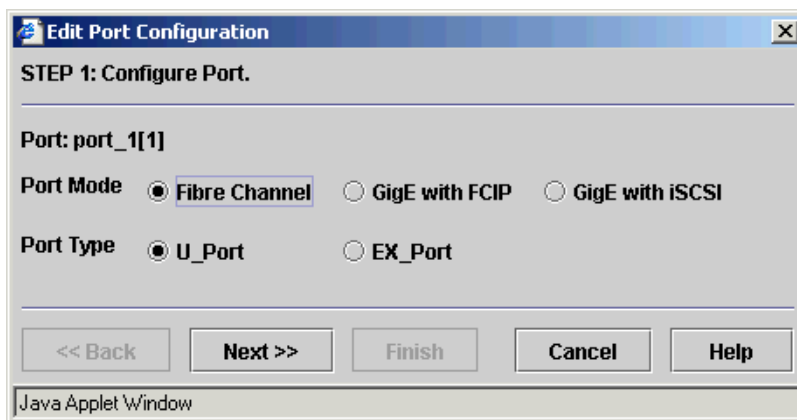 Edit Port Configuration
STEP 1: Configure Port.
Port: port_1[1]
Port Mode Fibre Channel GigE with FCIP GigE with iSCSI
Port Type U_Port EX_Port
<< Back Next >> Finish Cancel Help
Java Applet Window